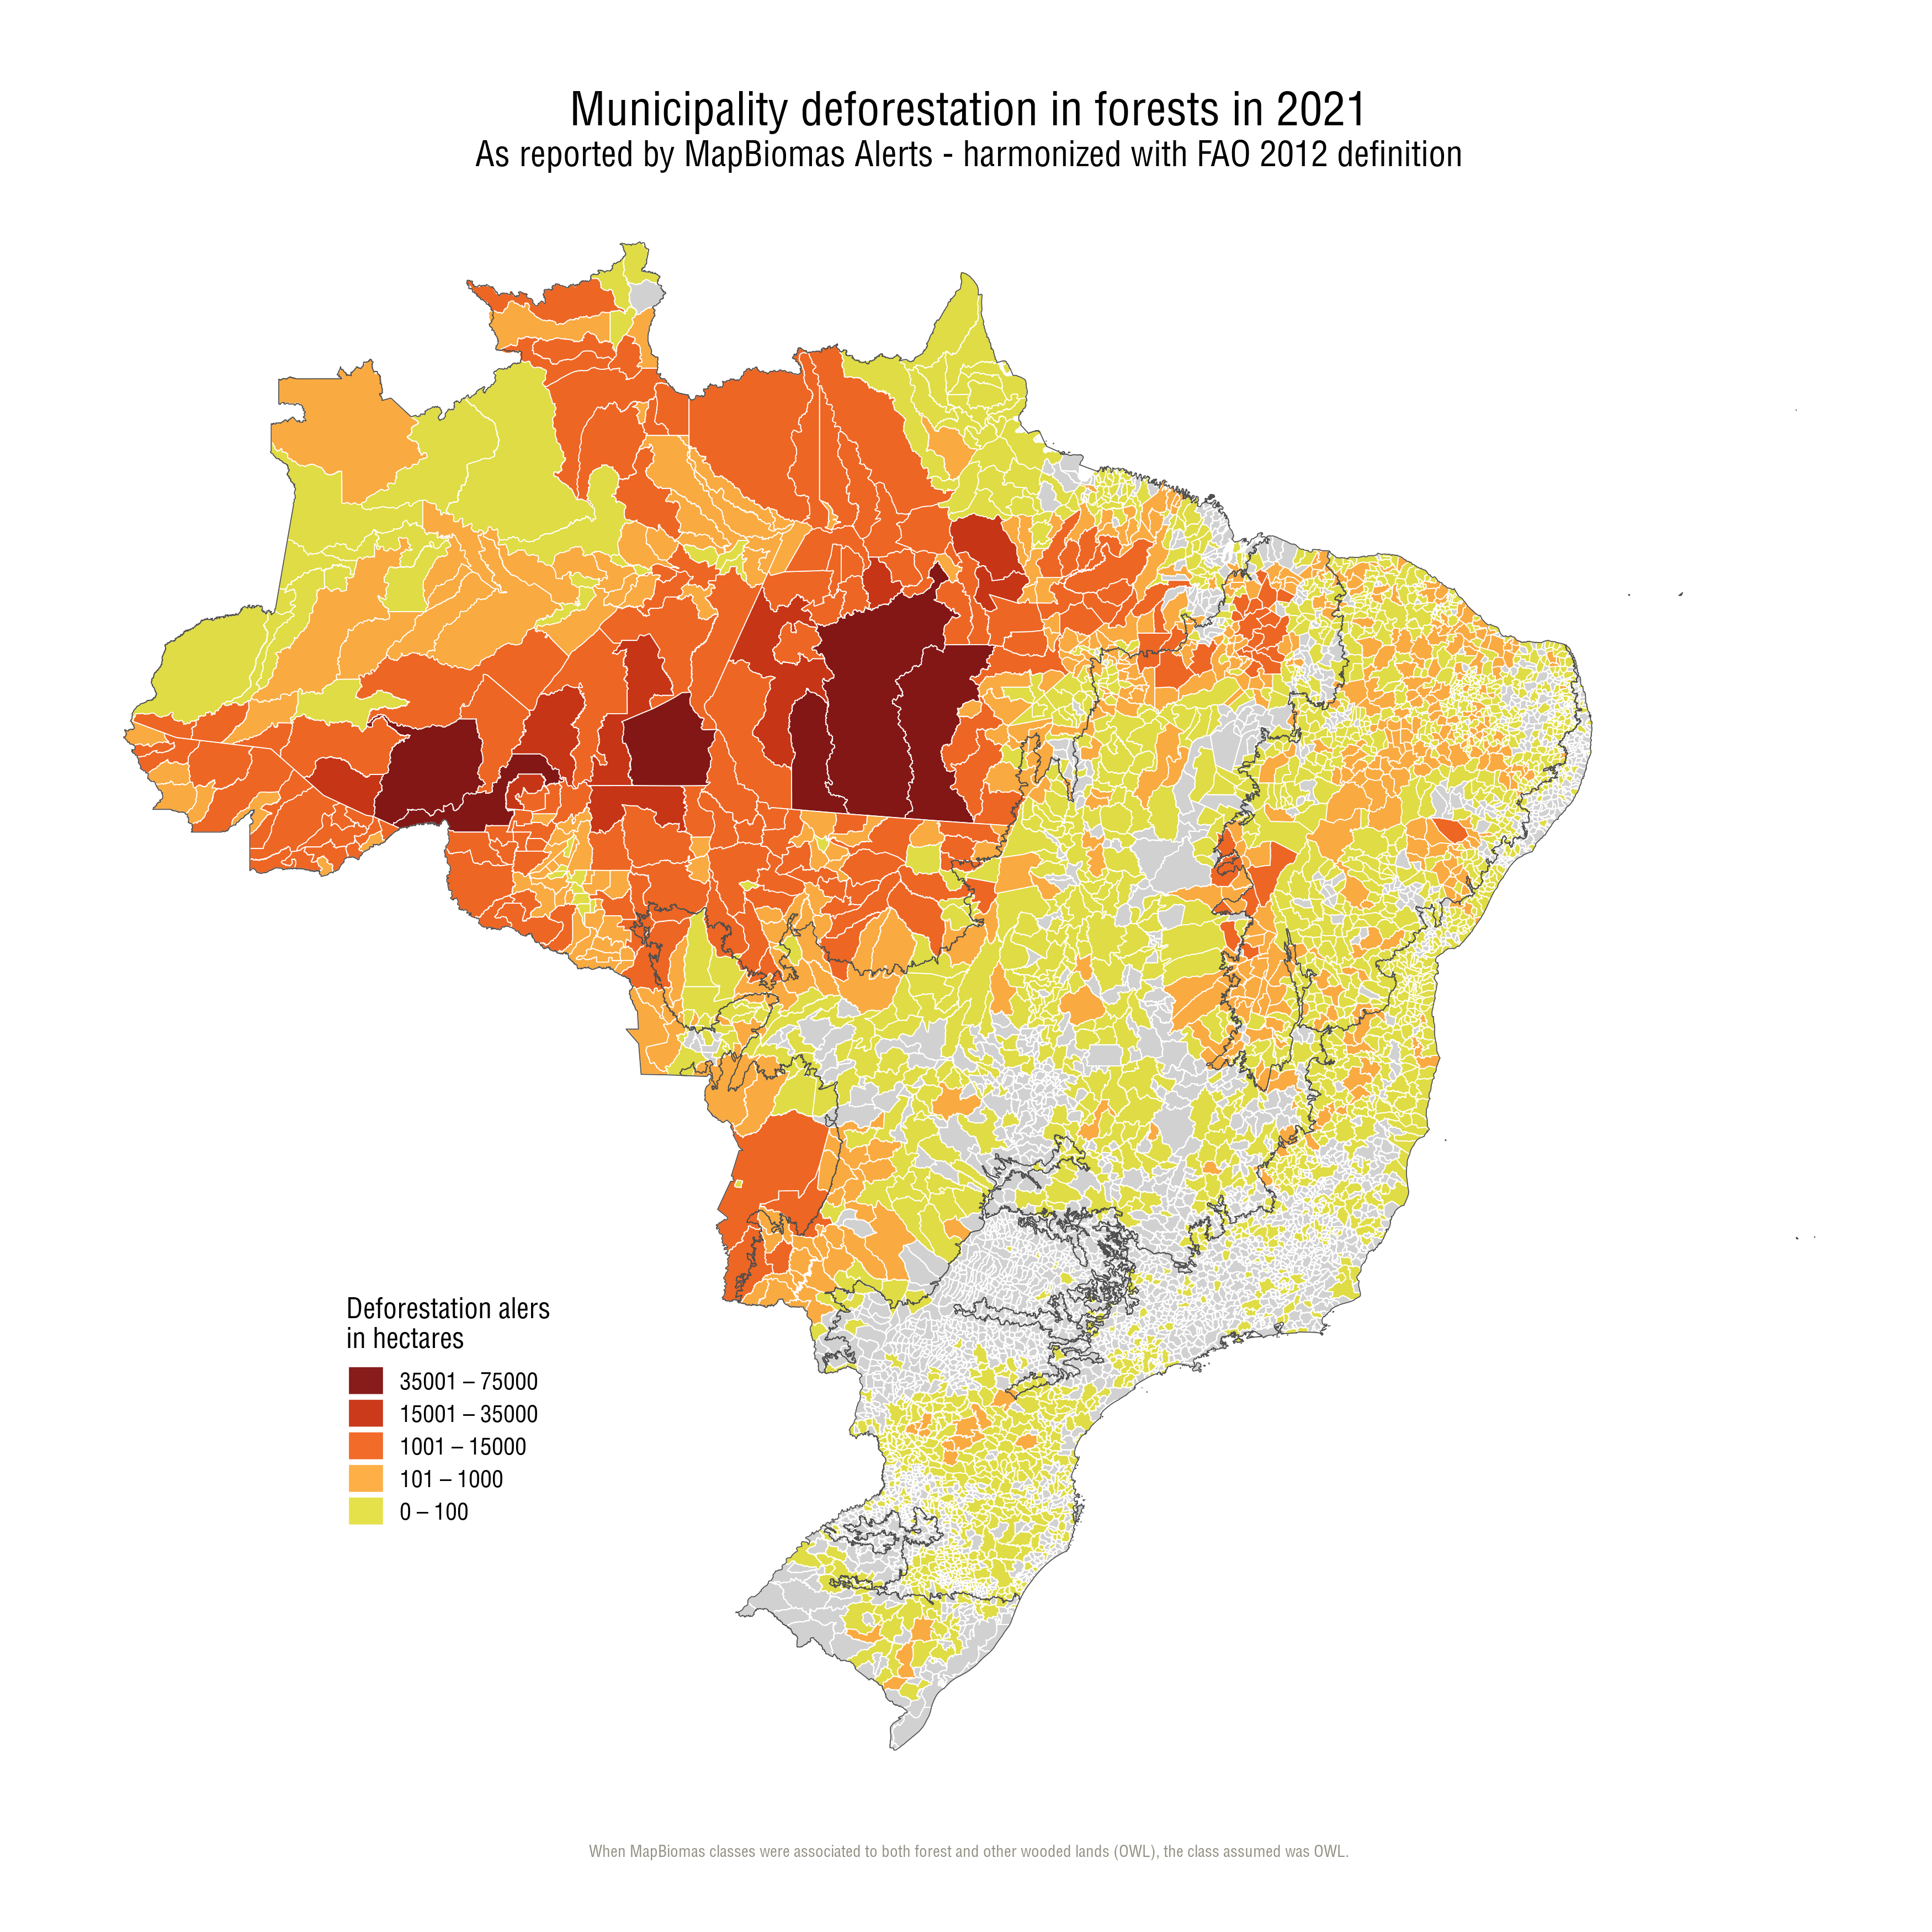 Municipality deforestation in forests in 2021
As reported by MapBiomas Alerts - harmonized with FAO 2012 definition
Deforestation alers
in hectares
35001 – 75000
15001 – 35000
1001 – 15000
101 – 1000
0 – 100
When MapBiomas classes were associated to both forest and other wooded lands (OWL), the class assumed was OWL.